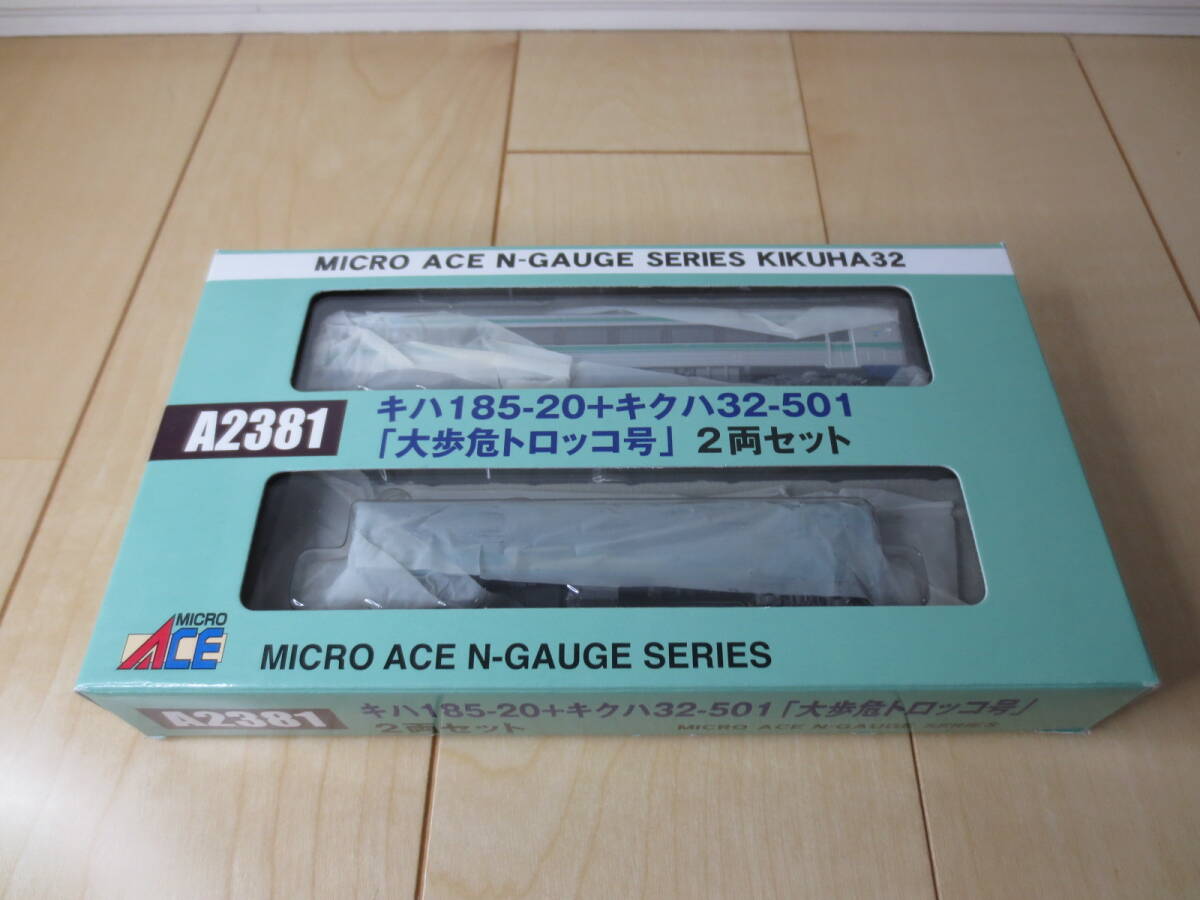 MICRO ACE N-GAUGE SERIES KIKUHA32
A2381
キハ185-20+キクハ32-501
「大歩危トロッコ号」2両セット
MICRO
ACE
MICRO ACE N-GAUGE SERIES
A2381
キハ185-20+キクハ32-501「大歩危トロッコ号」
2両セット
MICRO ACE N-GAUGE SERIES